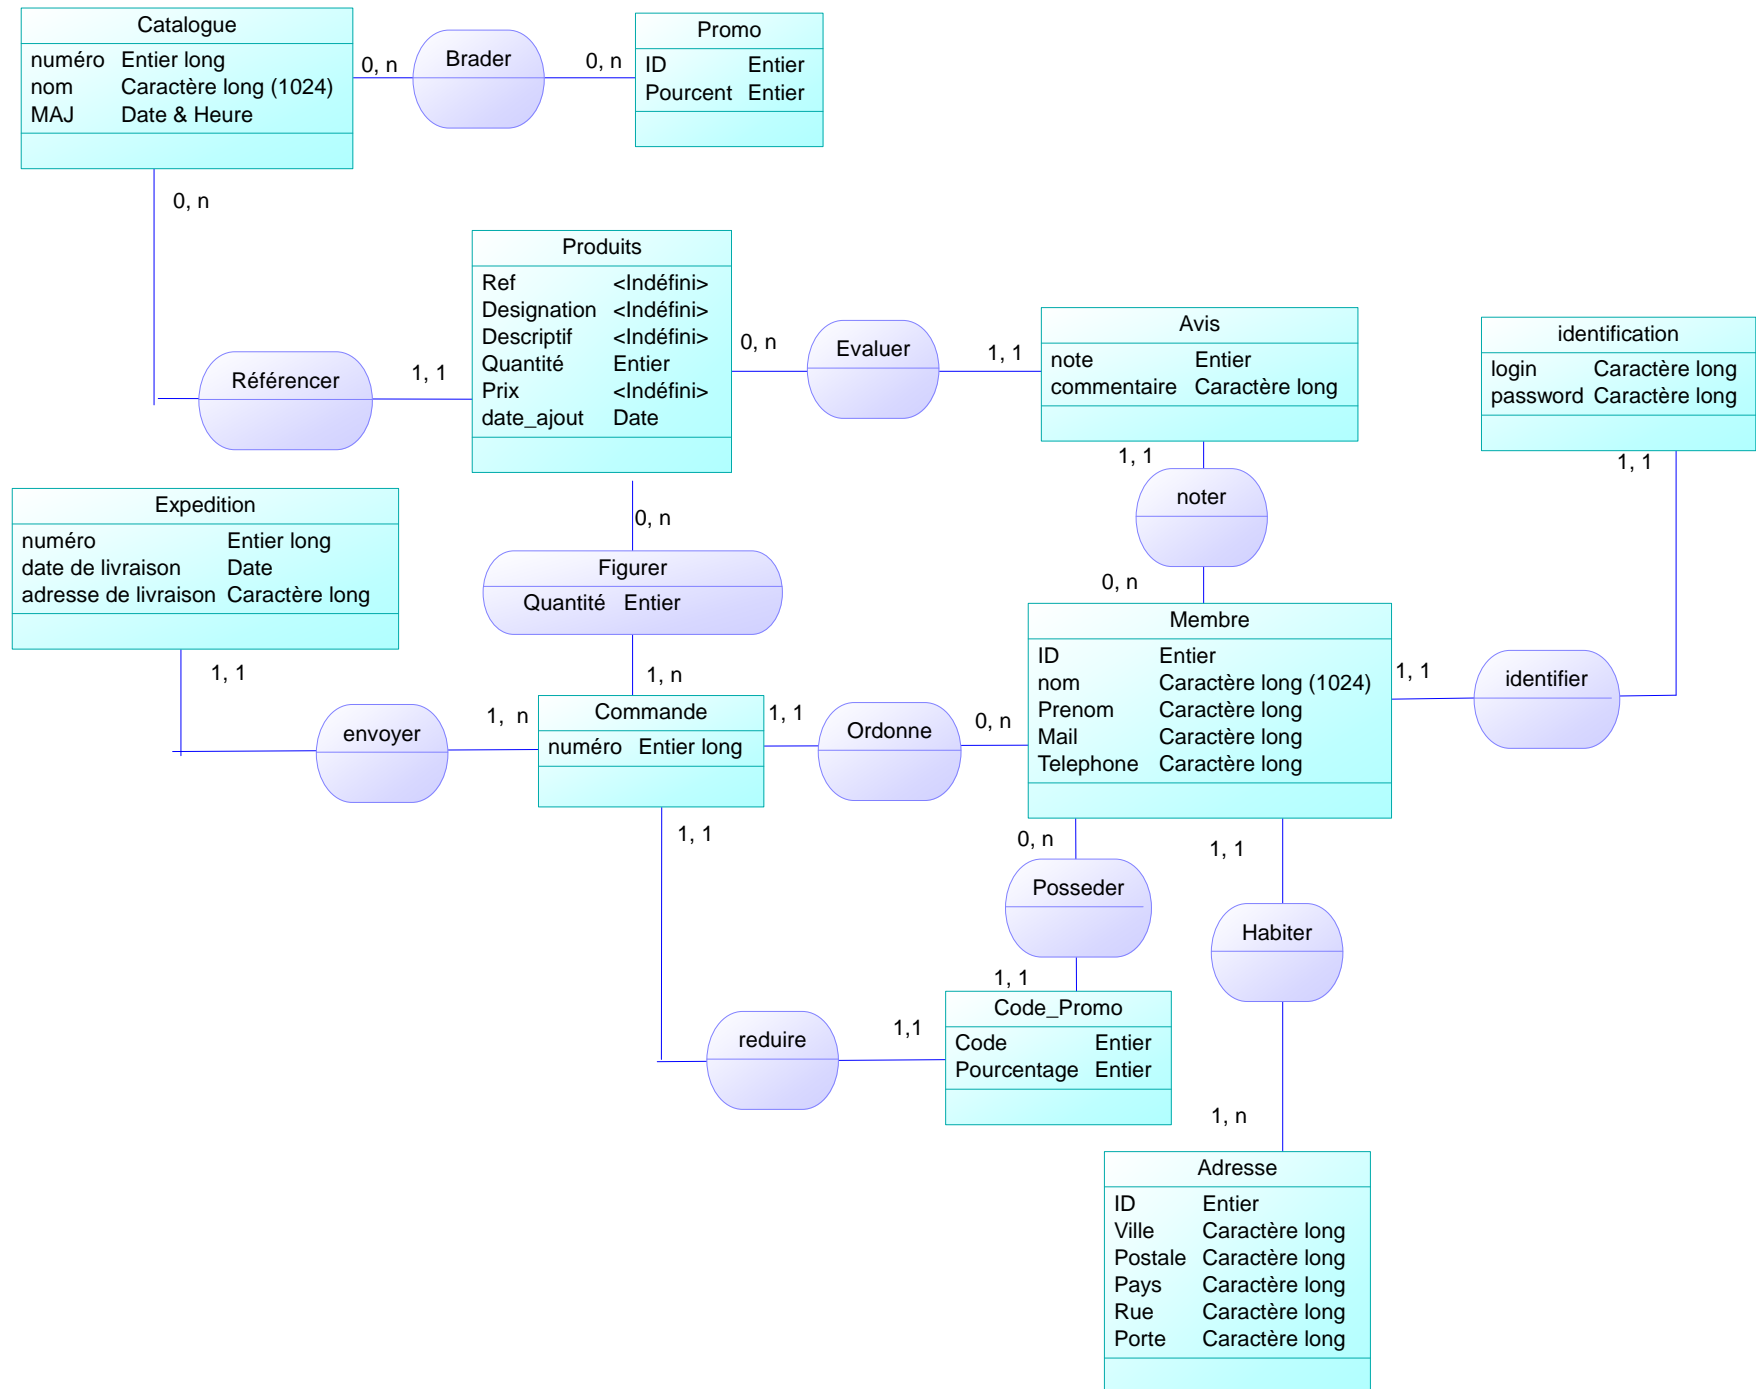 Catalogue
numéro Entier long
nom Caractère long (1024)
MAJ Date & Heure
0, n
Brader
0, n
Promo
ID Entier
Pourcent Entier
0, n
Référencer
1, 1
Produits
Ref <Indéfini>
Designation <Indéfini>
Descriptif <Indéfini>
Quantité Entier
Prix <Indéfini>
date_ajout Date
0, n
Evaluer
1, 1
Avis
note Entier
commentaire Caractère long
identification
login Caractère long
password Caractère long
1, 1
1, 1
noter
0, n
Expedition
numéro Entier long
date de livraison Date
adresse de livraison Caractère long
0, n
Figurer
Quantité Entier
1, n
1, 1
envoyer
1, n
Commande
numéro Entier long
1, 1
Ordonne
0, n
Membre
ID Entier
nom Caractère long (1024)
Prenom Caractère long
Mail Caractère long
Telephone Caractère long
1, 1
identifier
1, 1
reduire
1,1
0, n
Posseder
1, 1
Code_Promo
Code Entier
Pourcentage Entier
1, 1
Habiter
1, n
Adresse
ID Entier
Ville Caractère long
Postale Caractère long
Pays Caractère long
Rue Caractère long
Porte Caractère long